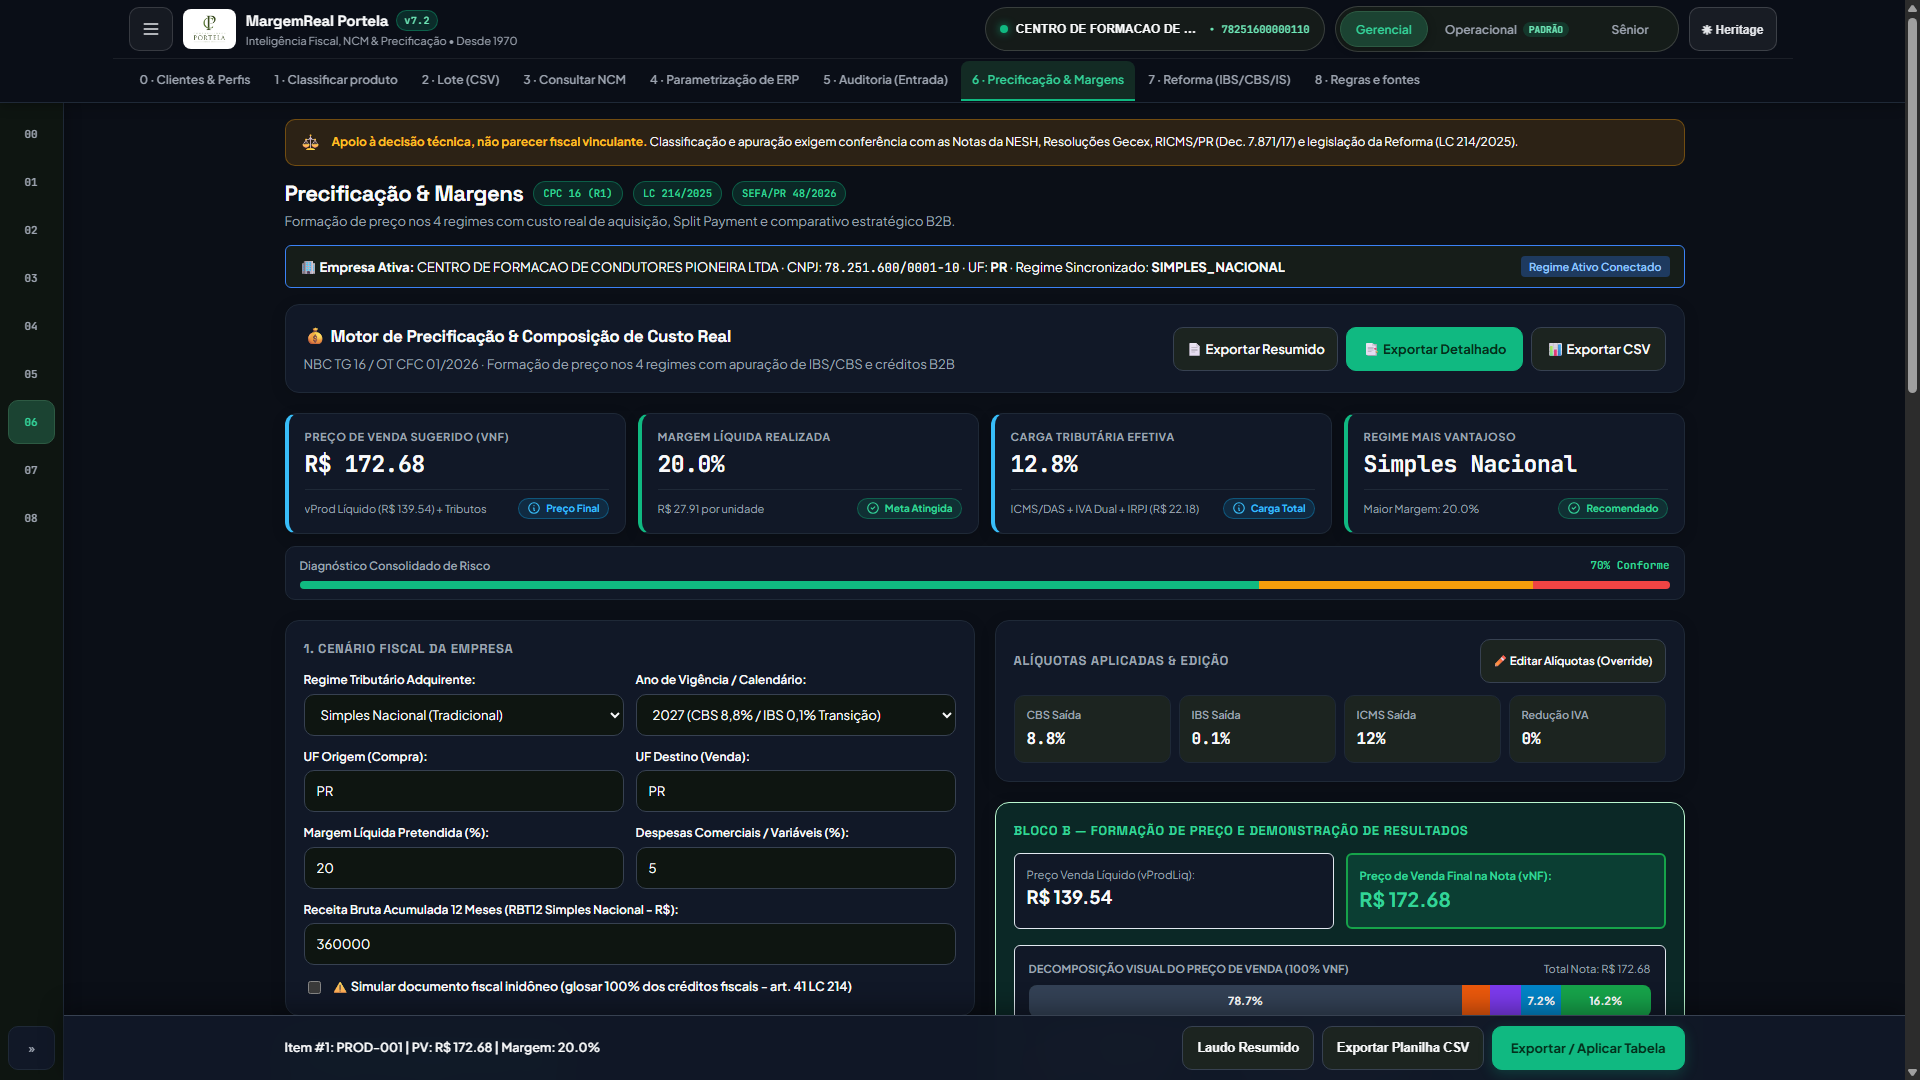 MargemReal Portela v7.2
PORTELA
Inteligência Fiscal, NCM & Precificação • Desde 1970
CENTRO DE FORMACAO DE ... • 78251600000110
Gerencial
Operacional PADRÃO
Sênior
Heritage
0 · Clientes & Perfis
1 · Classificar produto
2 · Lote (CSV)
3 · Consultar NCM
4 · Parametrização de ERP
5 · Auditoria (Entrada)
6 · Precificação & Margens
7 · Reforma (IBS/CBS/IS)
8 · Regras e fontes
00
01
02
03
04
05
06
07
08
»
Apoio à decisão técnica, não parecer fiscal vinculante. Classificação e apuração exigem conferência com as Notas da NESH, Resoluções Gecex, RICMS/PR (Dec. 7.871/17) e legislação da Reforma (LC 214/2025).
Precificação & Margens CPC 16 (R1) LC 214/2025 SEFA/PR 48/2026
Formação de preço nos 4 regimes com custo real de aquisição, Split Payment e comparativo estratégico B2B.
Empresa Ativa: CENTRO DE FORMACAO DE CONDUTORES PIONEIRA LTDA · CNPJ: 78.251.600/0001-10 · UF: PR · Regime Sincronizado: SIMPLES_NACIONAL
Regime Ativo Conectado
Motor de Precificação & Composição de Custo Real
NBC TG 16 / OT CFC 01/2026 · Formação de preço nos 4 regimes com apuração de IBS/CBS e créditos B2B
Exportar Resumido
Exportar Detalhado
Exportar CSV
PREÇO DE VENDA SUGERIDO (VNF)
R$ 172.68
vProd Líquido (R$ 139.54) + Tributos
Preço Final
MARGEM LÍQUIDA REALIZADA
20.0%
R$ 27.91 por unidade
Meta Atingida
CARGA TRIBUTÁRIA EFETIVA
12.8%
ICMS/DAS + IVA Dual + IRPJ (R$ 22.18)
Carga Total
REGIME MAIS VANTAJOSO
Simples Nacional
Maior Margem: 20.0%
Recomendado
Diagnóstico Consolidado de Risco
70% Conforme
1. CENÁRIO FISCAL DA EMPRESA
Regime Tributário Adquirente:
Simples Nacional (Tradicional)
Ano de Vigência / Calendário:
2027 (CBS 8,8% / IBS 0,1% Transição)
UF Origem (Compra):
PR
UF Destino (Venda):
PR
Margem Líquida Pretendida (%):
20
Despesas Comerciais / Variáveis (%):
5
Receita Bruta Acumulada 12 Meses (RBT12 Simples Nacional - R$):
360000
Simular documento fiscal inidôneo (glosar 100% dos créditos fiscais - art. 41 LC 214)
ALÍQUOTAS APLICADAS & EDIÇÃO
Editar Alíquotas (Override)
CBS Saída
8.8%
IBS Saída
0.1%
ICMS Saída
12%
Redução IVA
0%
BLOCO B — FORMAÇÃO DE PREÇO E DEMONSTRAÇÃO DE RESULTADOS
Preço Venda Líquido (vProdLiq):
R$ 139.54
Preço de Venda Final na Nota (vNF):
R$ 172.68
DECOMPOSIÇÃO VISUAL DO PREÇO DE VENDA (100% VNF)
Total Nota: R$ 172.68
78.7%
7.2%
16.2%
Item #1: PROD-001 | PV: R$ 172.68 | Margem: 20.0%
Laudo Resumido
Exportar Planilha CSV
Exportar / Aplicar Tabela